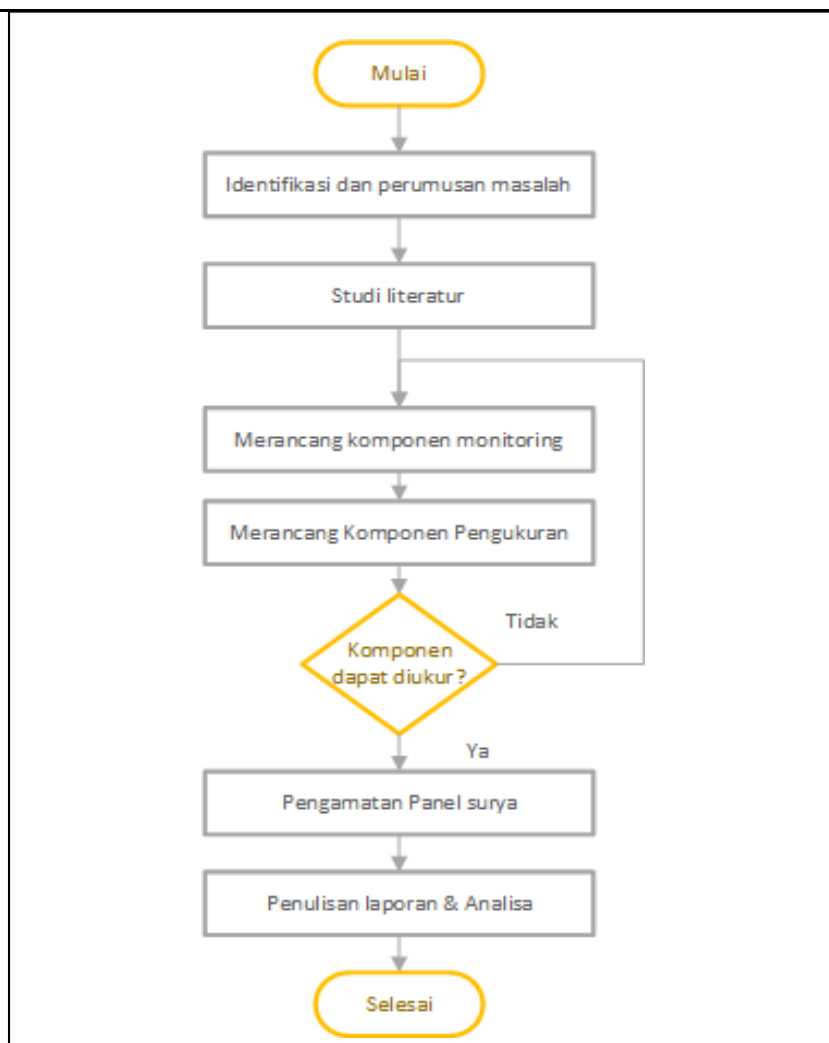 Mulai
Identifikasi dan perumusan masalah
Studi literatur
Merancang komponen monitoring
Merancang Komponen Pengukuran
Komponen
dapat diukur?
Tidak
Ya
Pengamatan Panel surya
Penulisan laporan & Analisa
Selesai